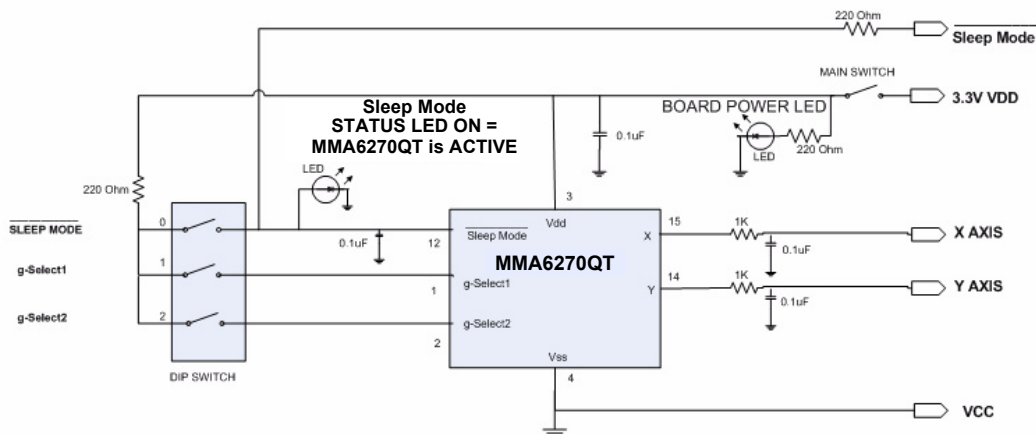 220 Ohm
Sleep Mode
MAIN SWITCH
3.3V VDD
Sleep Mode
STATUS LED ON =
MMA6270QT is ACTIVE
BOARD POWER LED
0.1uF
LED
220 Ohm
LED
220 Ohm
3
SLEEP MODE
0
Vdd
15
1K
X AXIS
0.1uF
12
Sleep Mode
X
0.1uF
g-Select1
1
MMA6270QT
14
1K
1
g-Select1
Y
Y AXIS
0.1uF
g-Select2
2
g-Select2
2
Vss
DIP SWITCH
4
VCC